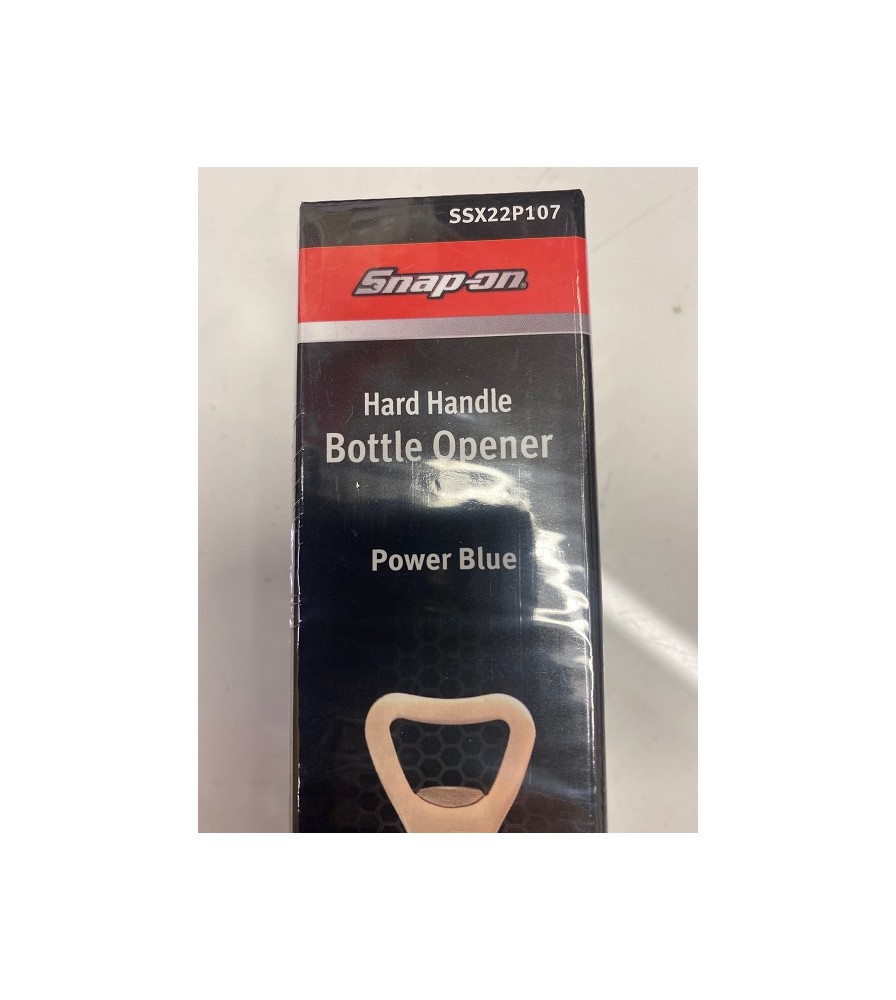 SSX22P107
Snap-on®
Hard Handle
Bottle Opener
Power Blue